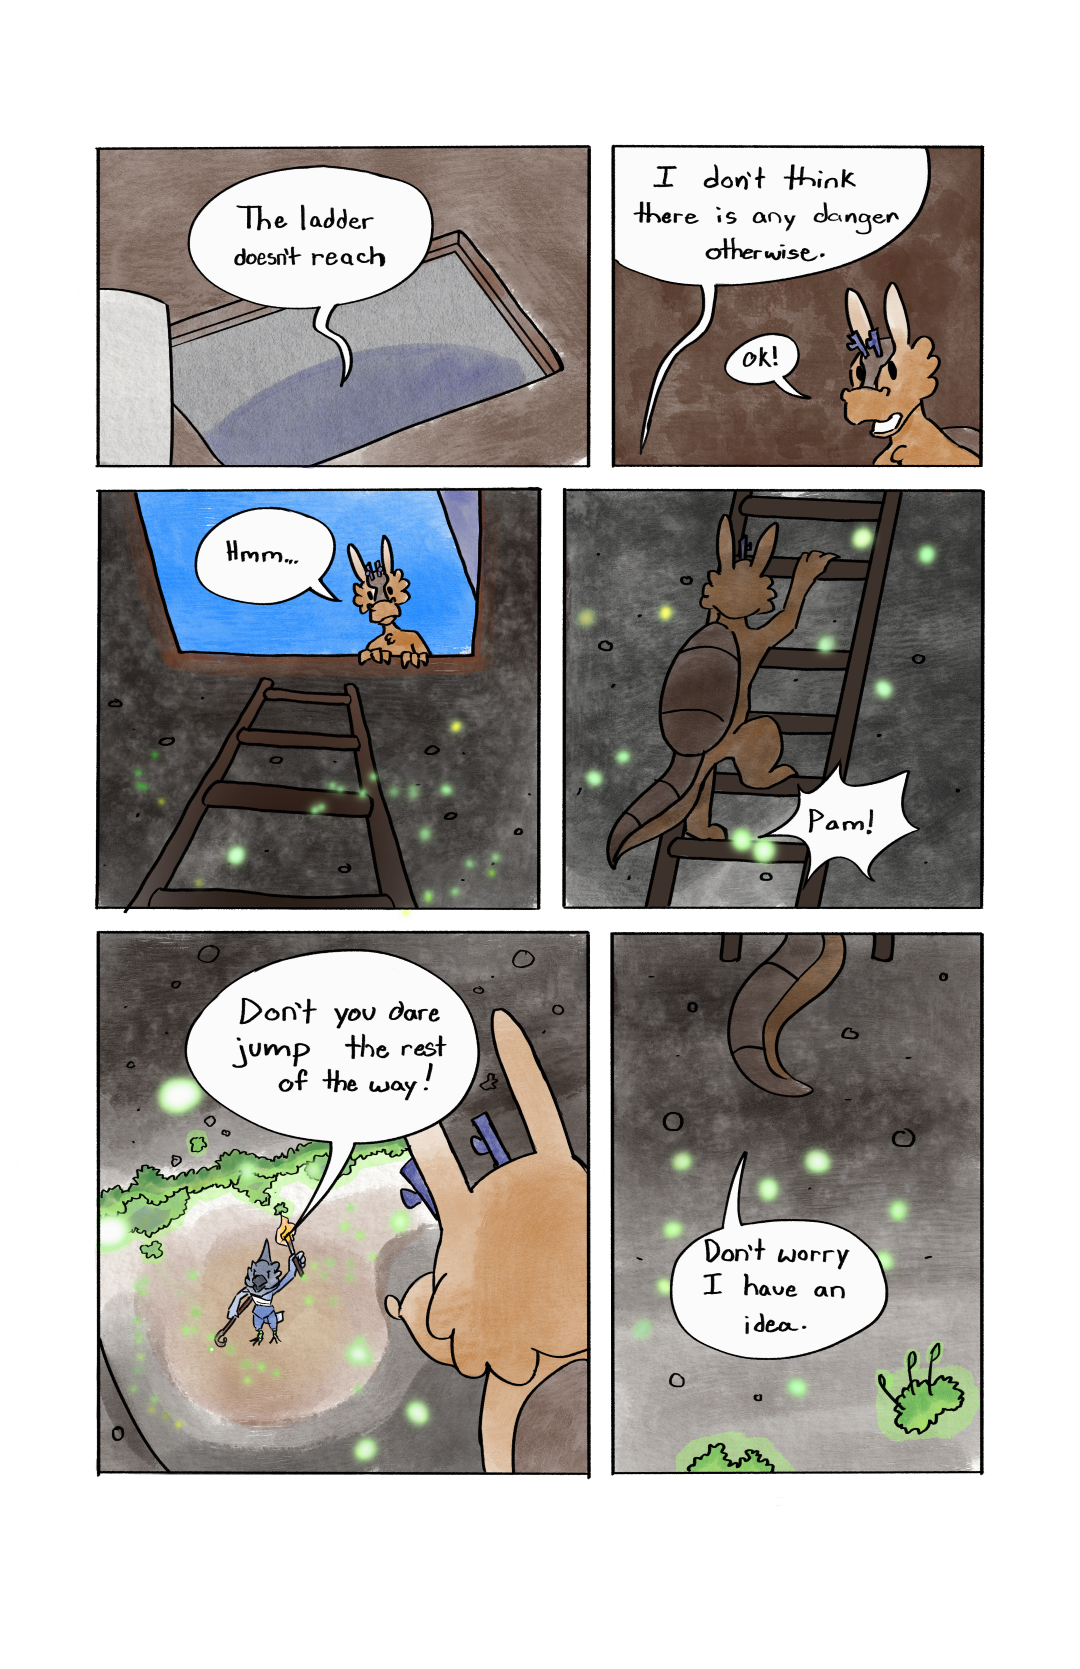 The ladder
doesn't reach
I don't think
there is any danger
otherwise.
OK!
Hmm...
Pam!
Don't you dare
jump the rest
of the way!
Don't worry
I have an
idea.